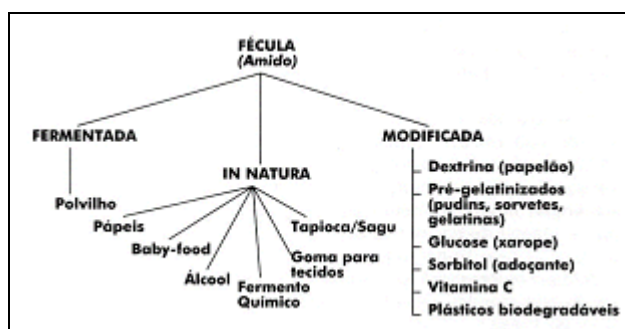 FÉCULA
(Amido)
FERMENTADA
MODIFICADA
IN NATURA
Polvilho
Pápeis
Baby-food
Álcool
Fermento
Químico
Goma para
tecidos
Tapioca/Sagu
Dextrina (papelão)
Pré-gelatinizados
(pudins, sorvetes,
gelatinas)
Glucose (xarope)
Sorbitol (adoçante)
Vitamina C
Plásticos biodegradáveis